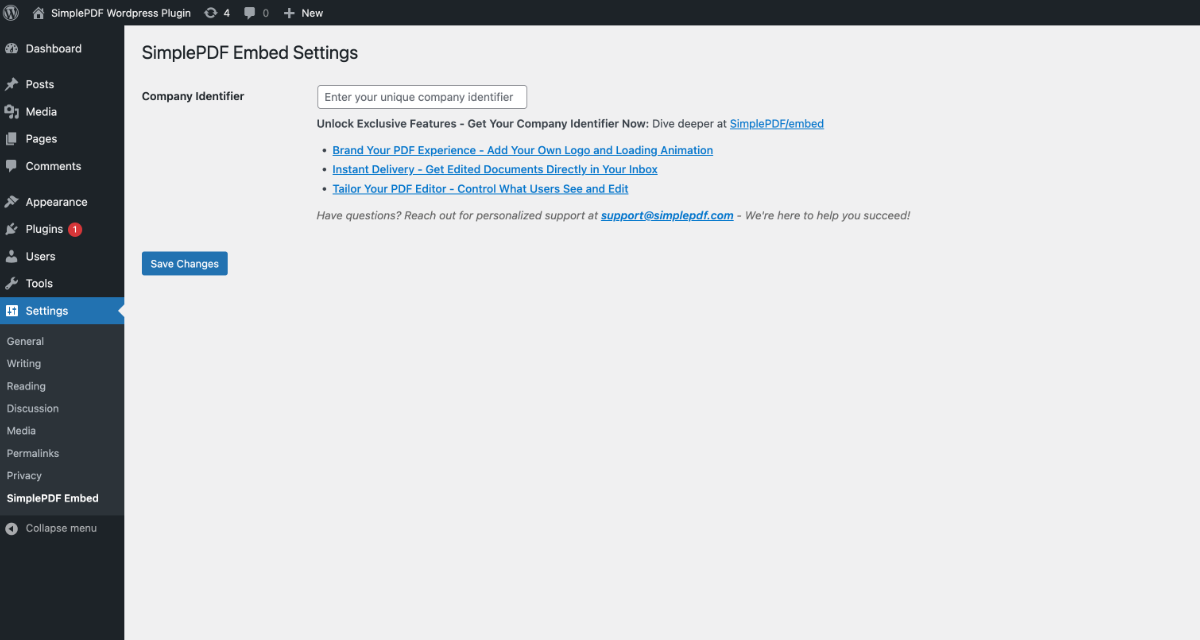 SimplePDF Wordpress Plugin 4 0 New
Dashboard
Posts
Media
Pages
Comments
Appearance
Plugins 1
Users
Tools
Settings
General
Writing
Reading
Discussion
Media
Permalinks
Privacy
SimplePDF Embed
Collapse menu
SimplePDF Embed Settings
Company Identifier
Enter your unique company identifier
Unlock Exclusive Features - Get Your Company Identifier Now: Dive deeper at SimplePDF/embed
• Brand Your PDF Experience - Add Your Own Logo and Loading Animation
• Instant Delivery - Get Edited Documents Directly in Your Inbox
• Tailor Your PDF Editor - Control What Users See and Edit
Have questions? Reach out for personalized support at support@simplepdf.com - We're here to help you succeed!
Save Changes